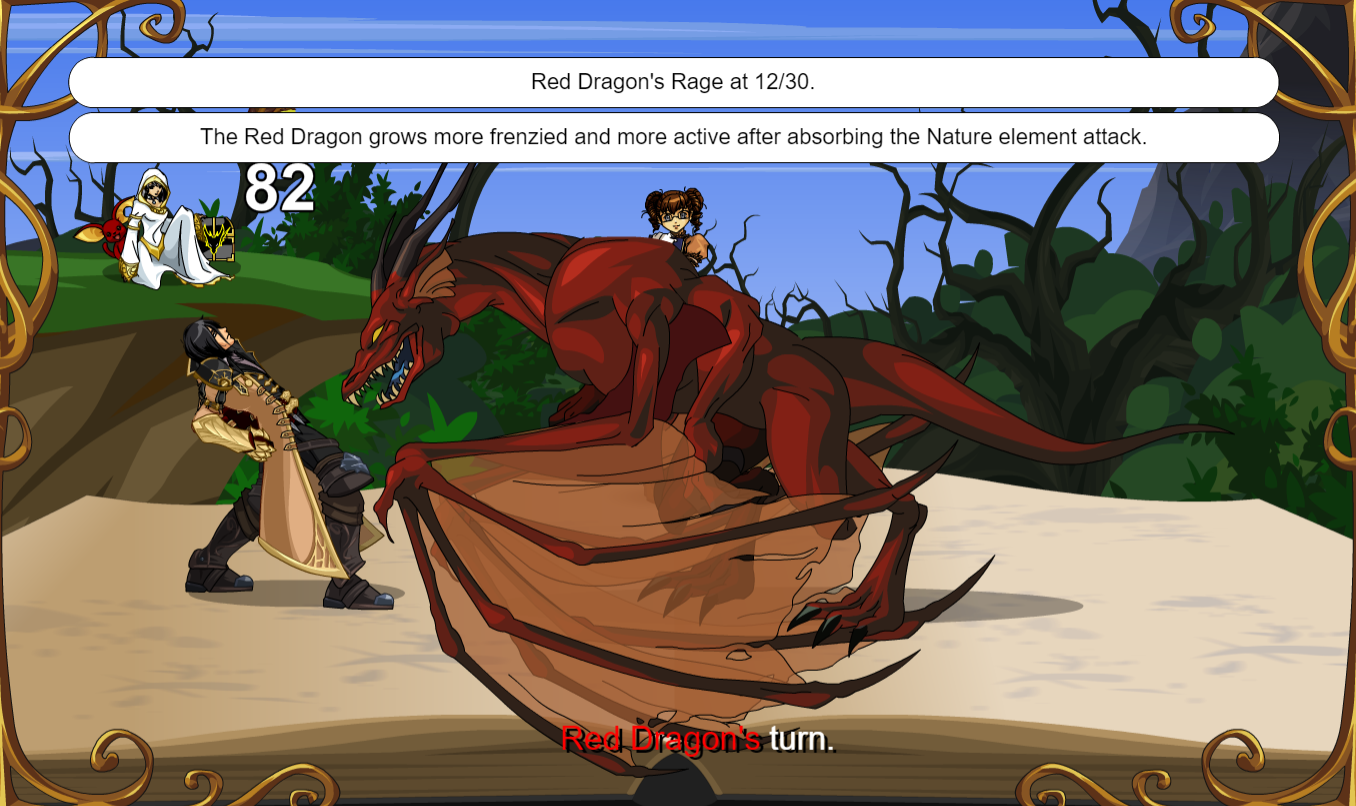 Red Dragon's Rage at 12/30.
The Red Dragon grows more frenzied and more active after absorbing the Nature element attack.
82
Red Dragon's turn.